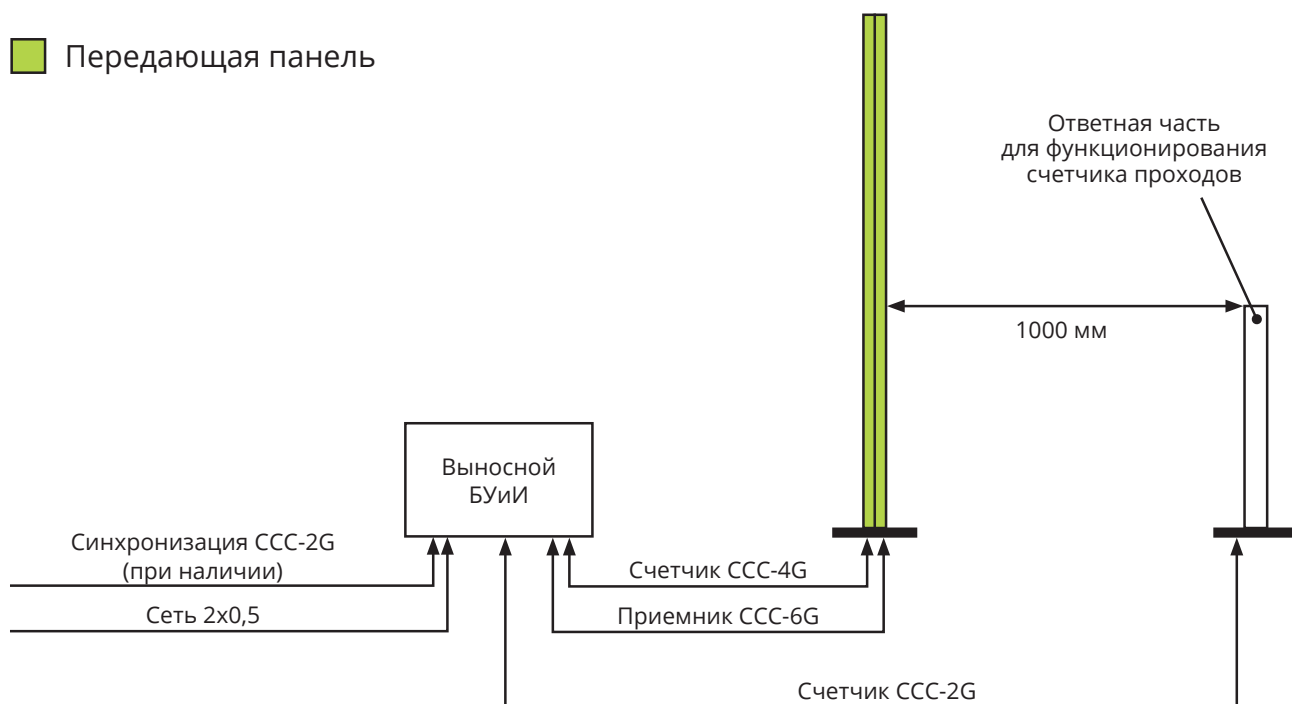 Передающая панель
Ответная часть
для функционирования
счетчика проходов
1000 мм
Выносной
БУиИ
Синхронизация ССС-2G
(при наличии)
Счетчик ССС-4G
Сеть 2х0,5
Приемник ССС-6G
Счетчик ССС-2G